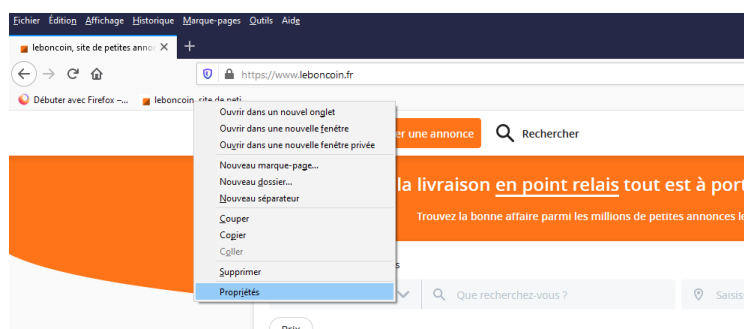 Fichier Édition Affichage Historique Marque-pages Outils Aide
leboncoin, site de petites annon
https://www.leboncoin.fr
Débuter avec Firefox –... leboncoin, site de peti
Ouvrir dans un nouvel onglet
Ouvrir dans une nouvelle fenêtre
Ouvrir dans une nouvelle fenêtre privée
Nouveau marque-page...
Nouveau dossier...
Nouveau séparateur
Couper
Copier
Coller
Supprimer
Propriétés
er une annonce Rechercher
la livraison en point relais tout est à port
Trouvez la bonne affaire parmi les millions de petites annonces le
s
Que recherchez-vous ? Saisis
Prix